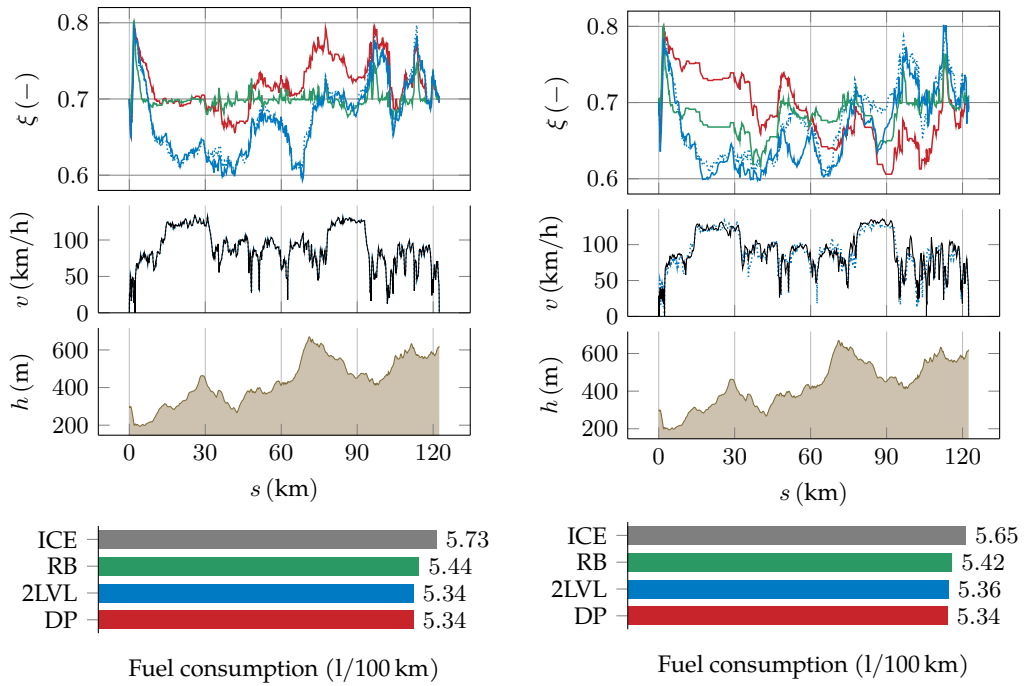 0.8
0.7
0.6
ξ (−)
100
50
0
v (km/h)
600
400
200
h (m)
0 30 60 90 120
s (km)
ICE 5.73
RB 5.44
2LVL 5.34
DP 5.34
Fuel consumption (l/100 km)
0.8
0.7
0.6
ξ (−)
100
50
0
v (km/h)
600
400
200
h (m)
0 30 60 90 120
s (km)
ICE 5.65
RB 5.42
2LVL 5.36
DP 5.34
Fuel consumption (l/100 km)